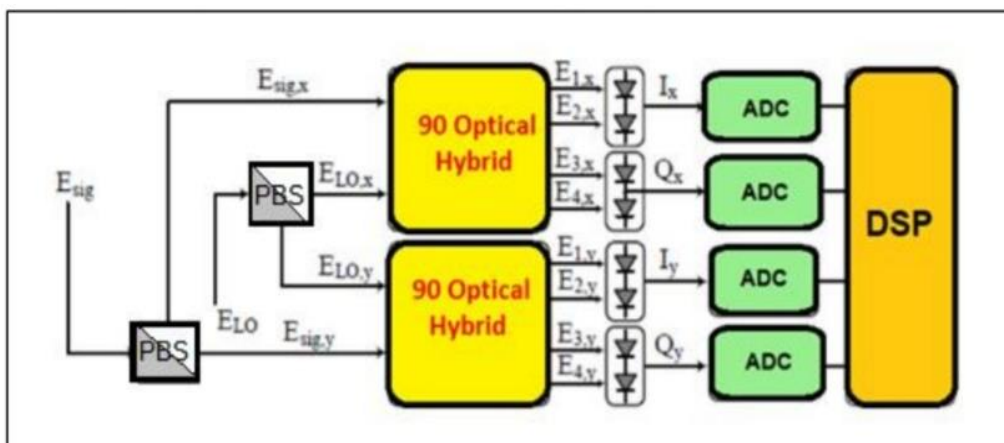 E_sig,x
90 Optical
Hybrid
E_1,x
E_2,x
I_x
ADC
E_sig
PBS
E_LO,x
E_3,x
E_4,x
Q_x
ADC
DSP
E_LO,y
90 Optical
Hybrid
E_1,y
E_2,y
I_y
ADC
E_LO
PBS
E_sig,y
E_3,y
E_4,y
Q_y
ADC